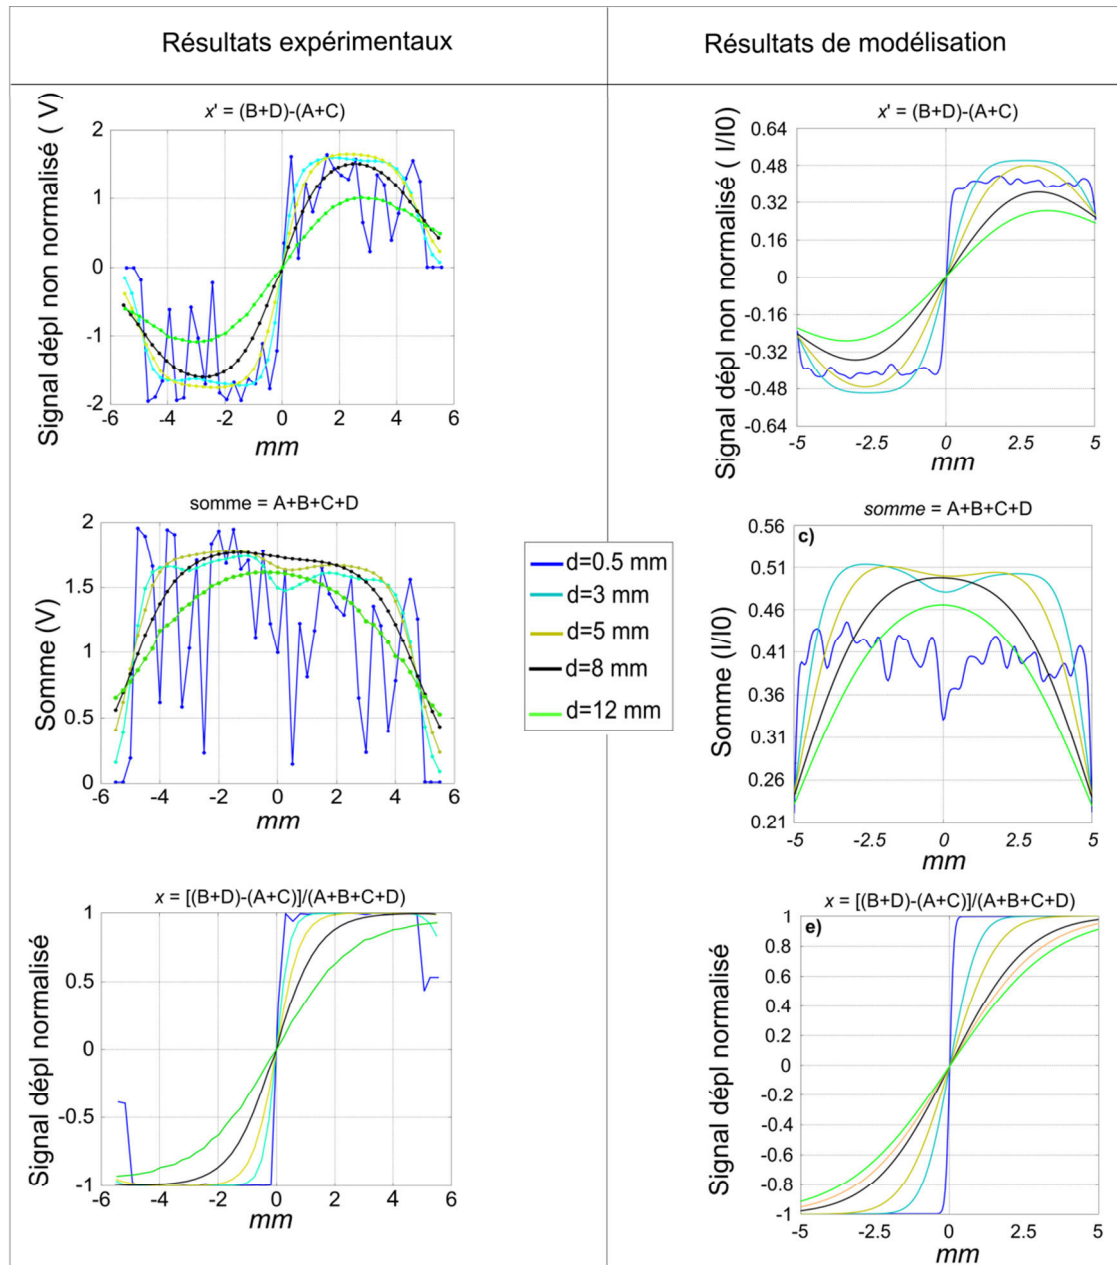 Résultats expérimentaux
Résultats de modélisation
x' = (B+D)-(A+C)
Signal dépl non normalisé ( V)
2
1
0
-1
-2
-6
-4
-2
0
2
4
6
mm
x' = (B+D)-(A+C)
Signal dépl non normalisé ( I/I0)
0.64
0.48
0.32
0.16
0
-0.16
-0.32
-0.48
-0.64
-5
-2.5
0
2.5
5
mm
somme = A+B+C+D
Somme (V)
2
1.5
1
0.5
0
-6
-4
-2
0
2
4
6
mm
d=0.5 mm
d=3 mm
d=5 mm
d=8 mm
d=12 mm
somme = A+B+C+D
c)
Somme (I/I0)
0.56
0.51
0.46
0.41
0.36
0.31
0.26
0.21
-5
-2.5
0
2.5
5
mm
x = [(B+D)-(A+C)]/(A+B+C+D)
Signal dépl normalisé
1
0.5
0
-0.5
-1
-6
-4
-2
0
2
4
6
mm
x = [(B+D)-(A+C)]/(A+B+C+D)
e)
Signal dépl normalisé
1
0.8
0.6
0.4
0.2
0
-0.2
-0.4
-0.6
-0.8
-1
-5
-2.5
0
2.5
5
mm